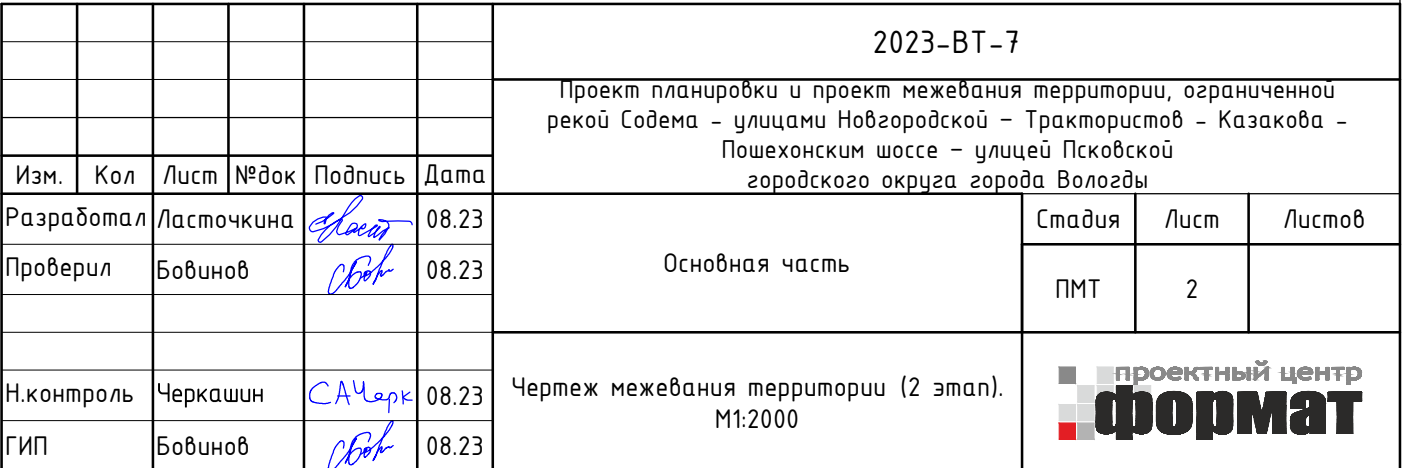 2023-ВТ-7
Проект планировки и проект межевания территории, ограниченной
рекой Содема - улицами Новгородской - Трактористов - Казакова -
Пошехонским шоссе - улицей Псковской
городского округа города Вологды
Изм. Кол Лист №док Подпись Дата
Разработал Ласточкина 08.23
Проверил Бовинов 08.23
Основная часть
Стадия Лист Листов
ПМТ 2
Н.контроль Черкашин САЧерк 08.23
ГИП Бовинов 08.23
Чертеж межевания территории (2 этап).
М1:2000
проектный центр
формат